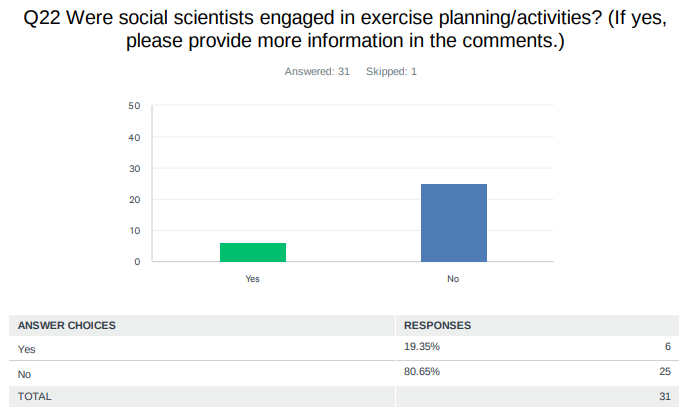 Q22 Were social scientists engaged in exercise planning/activities? (If yes,
please provide more information in the comments.)
Answered: 31 Skipped: 1
50
40
30
20
10
0
Yes No
ANSWER CHOICES RESPONSES
Yes 19.35% 6
No 80.65% 25
TOTAL 31